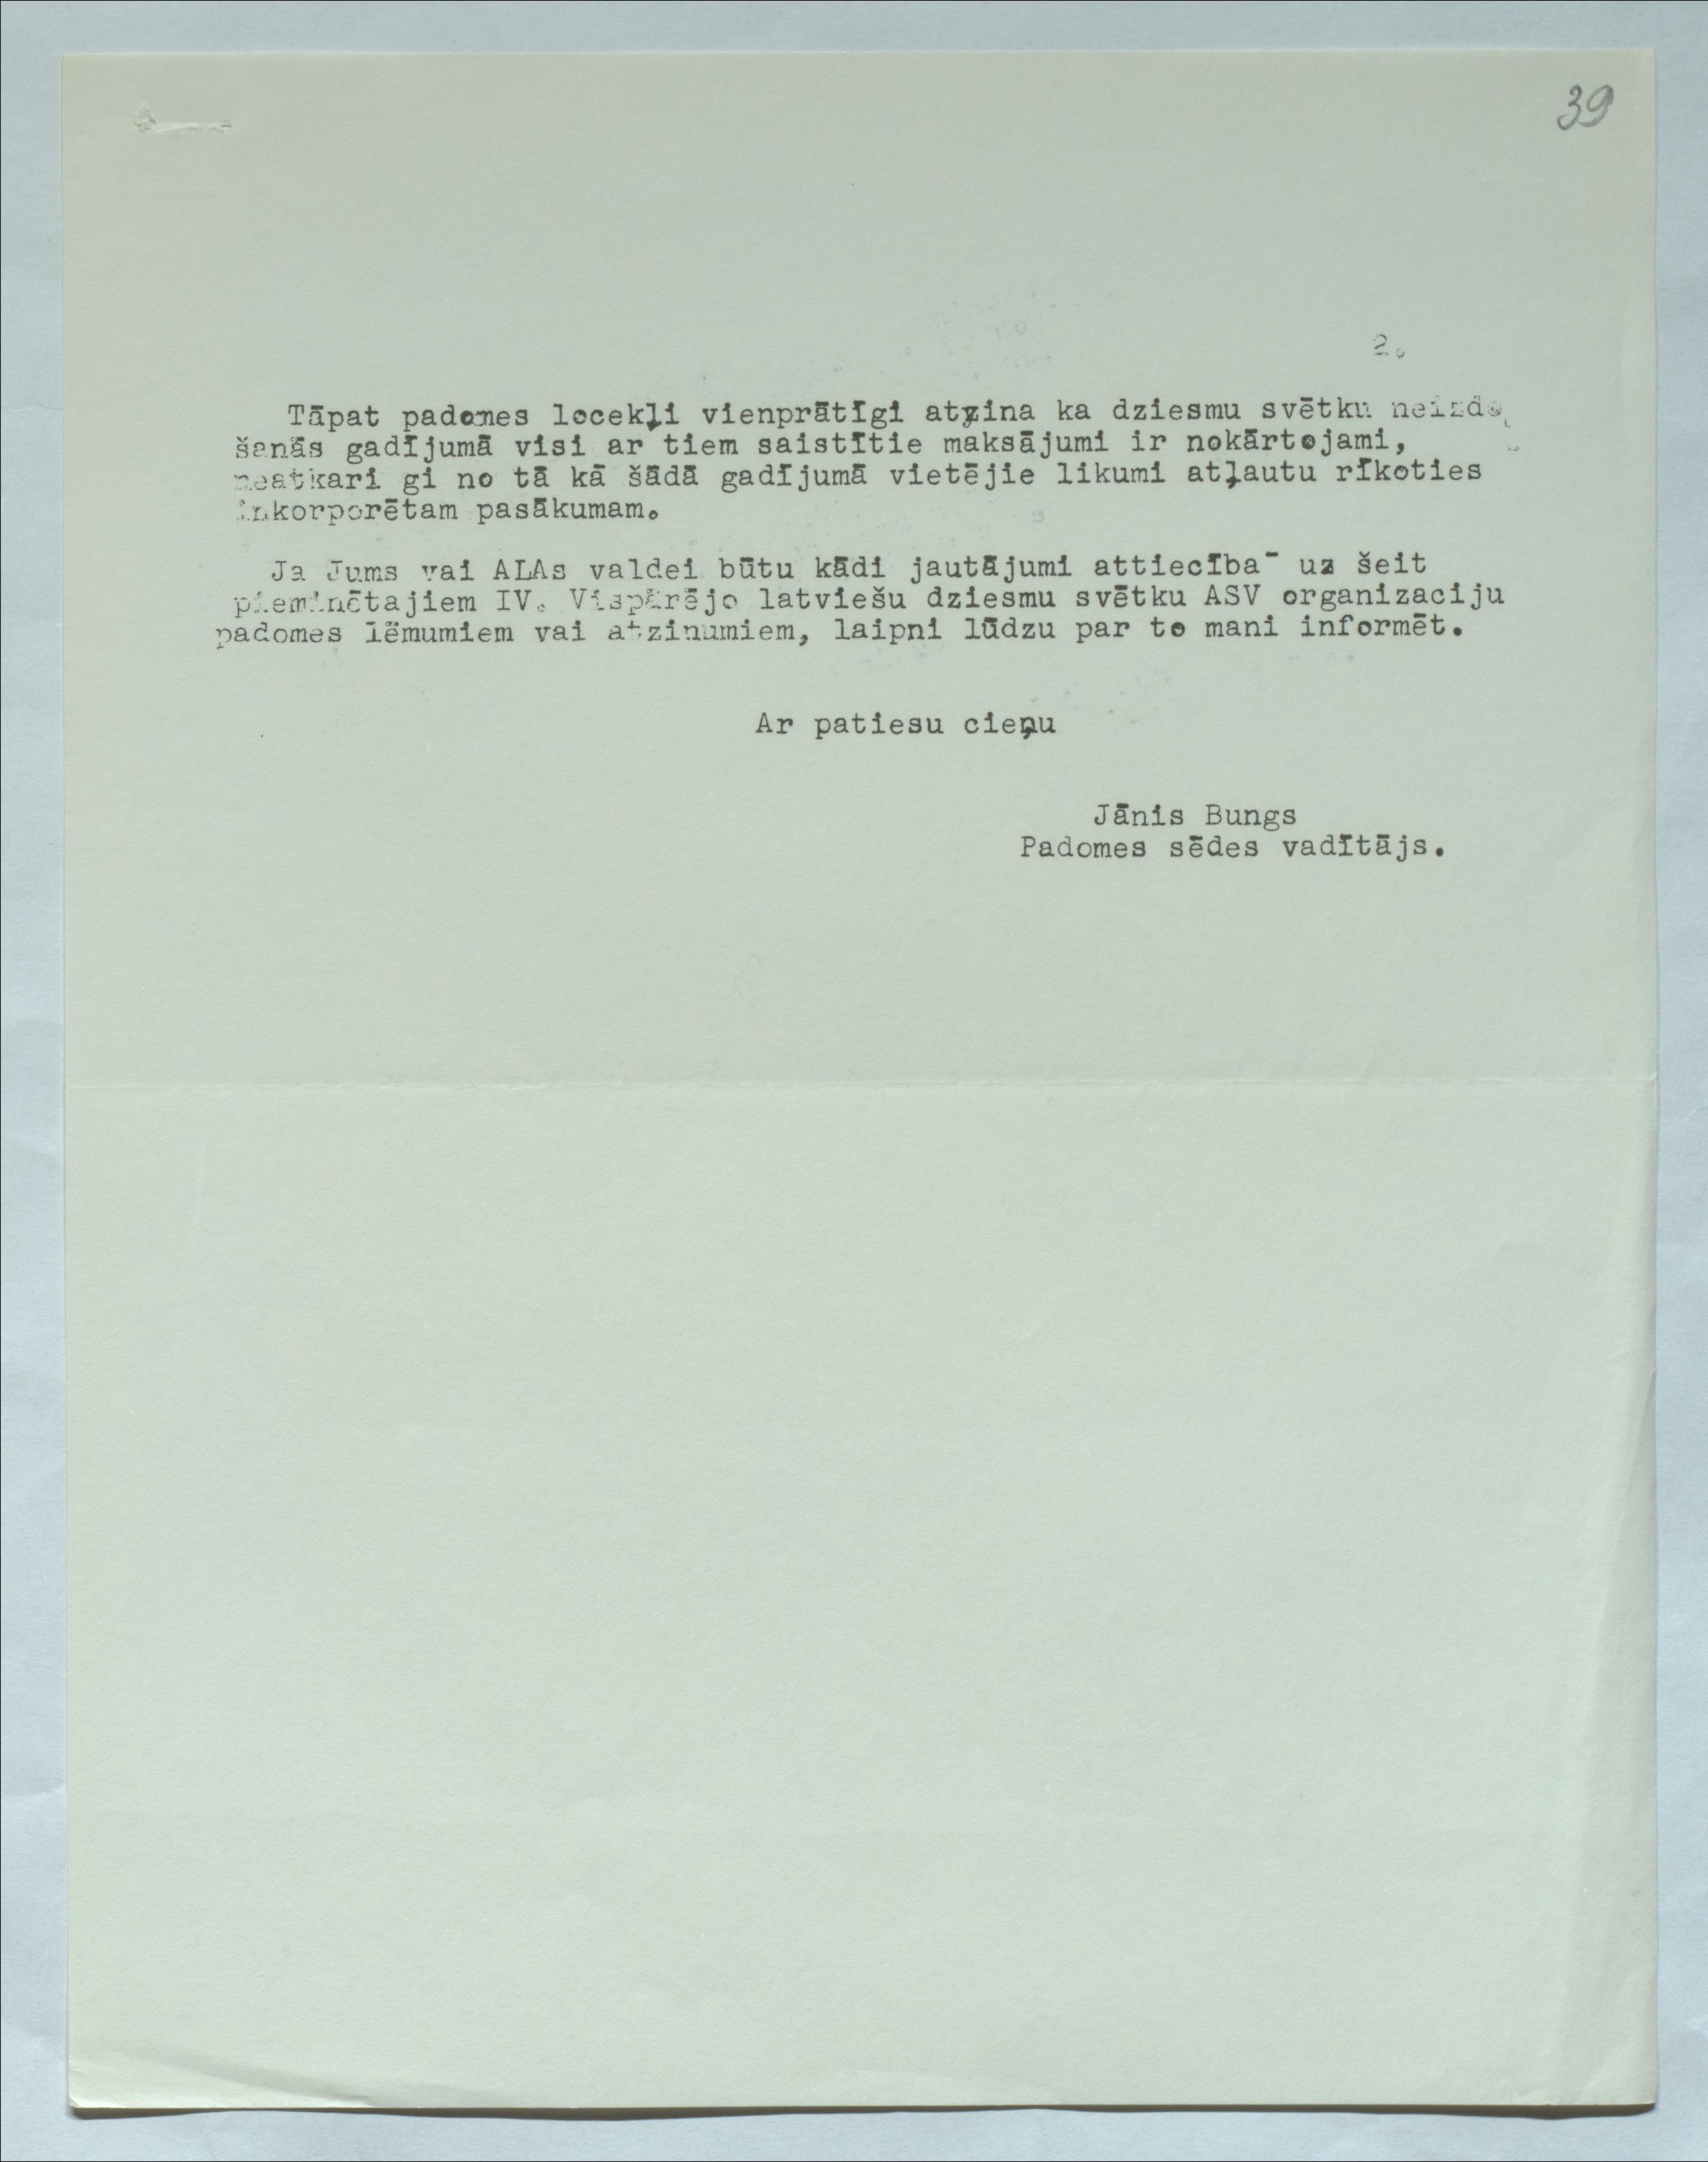 39
2.
Tāpat padomes locekļi vienprātīgi atzina ka dziesmu svētku neizdo
šanās gadījumā visi ar tiem saistītie maksājumi ir nokārtojami,
neatkari gi no tā kā šādā gadījumā vietējie likumi atļautu rīkoties
inkorporētam pasākumam.
Ja Jums vai ALAs valdei būtu kādi jautājumi attiecība¯ uz šeit
pieminētajiem IV. Vispārējo latviešu dziesmu svētku ASV organizaciju
padomes lēmumiem vai atzinumiem, laipni lūdzu par to mani informēt.
Ar patiesu cieņu
Jānis Bungs
Padomes sēdes vadītājs.